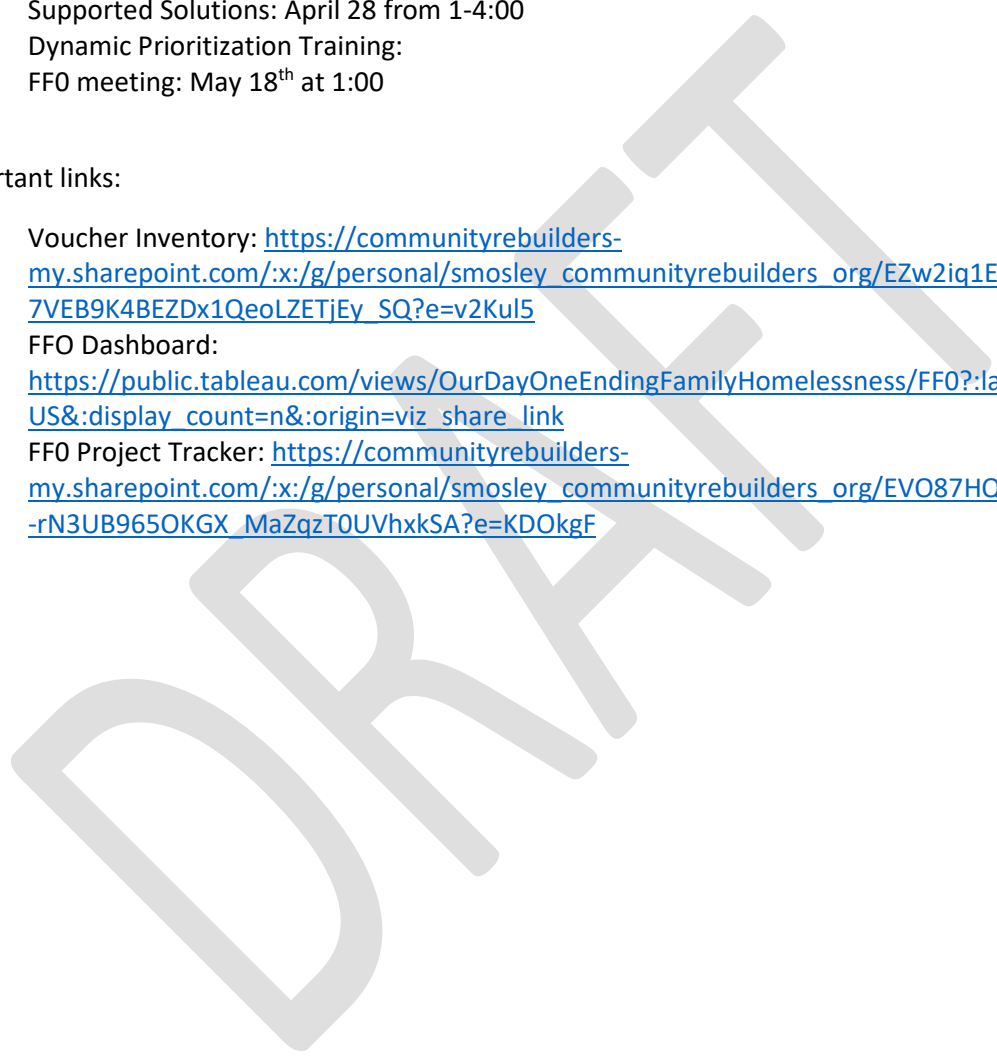 Supported Solutions: April 28 from 1-4:00
Dynamic Prioritization Training:
FF0 meeting: May 18th at 1:00
rtant links:
Voucher Inventory: https://communityrebuilders-
my.sharepoint.com/:x:/g/personal/smosley_communityrebuilders_org/EZw2iq1E
7VEB9K4BEZDx1QeoLZETjEy_SQ?e=v2Kul5
FFO Dashboard:
https://public.tableau.com/views/OurDayOneEndingFamilyHomelessness/FF0?:la
US&:display_count=n&:origin=viz_share_link
FF0 Project Tracker: https://communityrebuilders-
my.sharepoint.com/:x:/g/personal/smosley_communityrebuilders_org/EVO87HQ
-rN3UB965OKGX_MaZqzT0UVhxkSA?e=KDOkgF
DRAFT